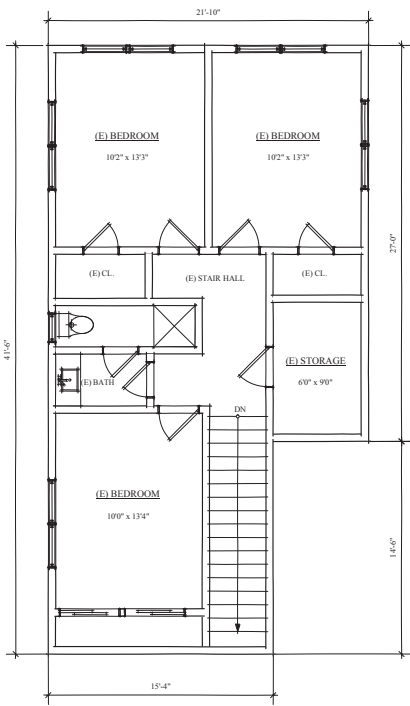 21'-10"
(E) BEDROOM
10'2" x 13'3"
(E) BEDROOM
10'2" x 13'3"
27'-0"
(E) CL.
(E) STAIR HALL
(E) CL.
41'-6"
(E) STORAGE
6'0" x 9'0"
(E) BATH
DN
(E) BEDROOM
10'0" x 13'4"
14'-6"
15'-4"